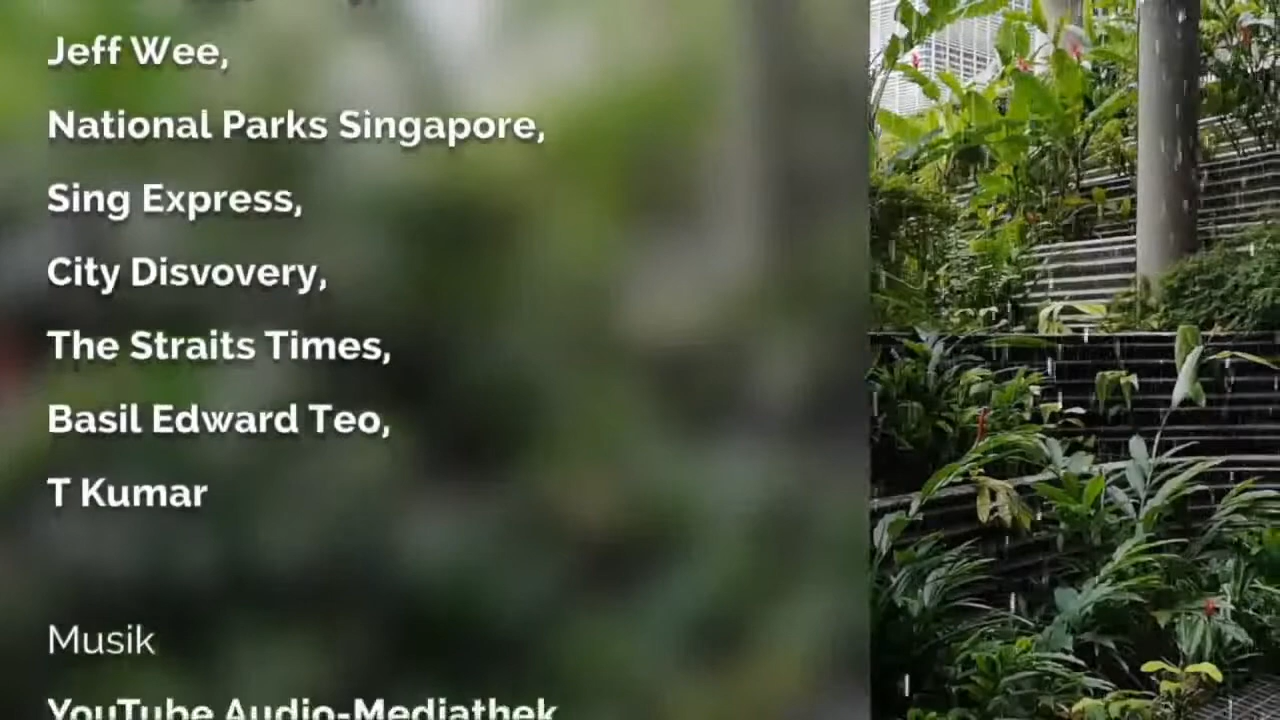 Jeff Wee,
National Parks Singapore,
Sing Express,
City Disvovery,
The Straits Times,
Basil Edward Teo,
T Kumar
Musik
YouTube Audio-Mediathek